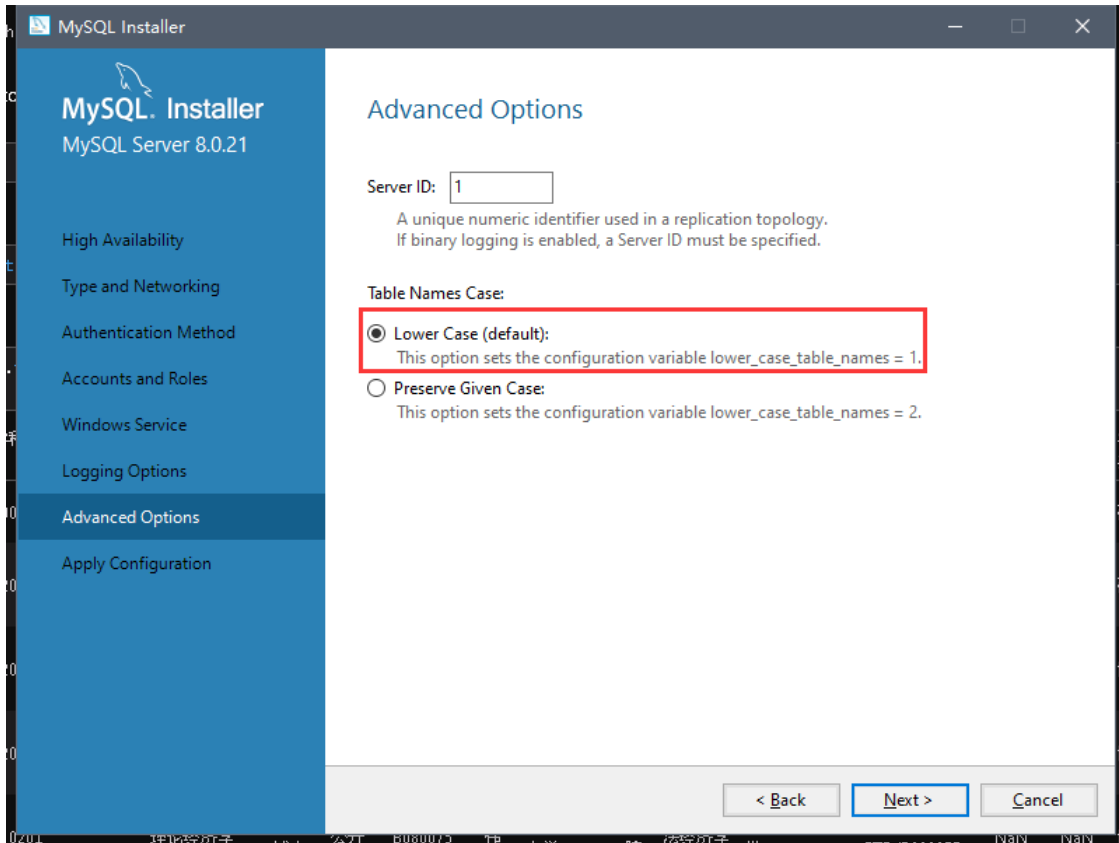 MySQL Installer
MySQL. Installer
MySQL Server 8.0.21
High Availability
Type and Networking
Authentication Method
Accounts and Roles
Windows Service
Logging Options
Advanced Options
Apply Configuration
Advanced Options
Server ID: 1
A unique numeric identifier used in a replication topology.
If binary logging is enabled, a Server ID must be specified.
Table Names Case:
Lower Case (default):
This option sets the configuration variable lower_case_table_names = 1.
Preserve Given Case:
This option sets the configuration variable lower_case_table_names = 2.
< Back
Next >
Cancel